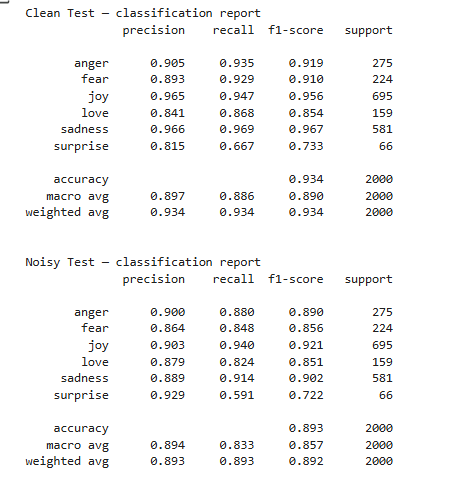 Clean Test — classification report
precision recall f1-score support
anger 0.905 0.935 0.919 275
fear 0.893 0.929 0.910 224
joy 0.965 0.947 0.956 695
love 0.841 0.868 0.854 159
sadness 0.966 0.969 0.967 581
surprise 0.815 0.667 0.733 66
accuracy 0.934 2000
macro avg 0.897 0.886 0.890 2000
weighted avg 0.934 0.934 0.934 2000
Noisy Test — classification report
precision recall f1-score support
anger 0.900 0.880 0.890 275
fear 0.864 0.848 0.856 224
joy 0.903 0.940 0.921 695
love 0.879 0.824 0.851 159
sadness 0.889 0.914 0.902 581
surprise 0.929 0.591 0.722 66
accuracy 0.893 2000
macro avg 0.894 0.833 0.857 2000
weighted avg 0.893 0.893 0.892 2000